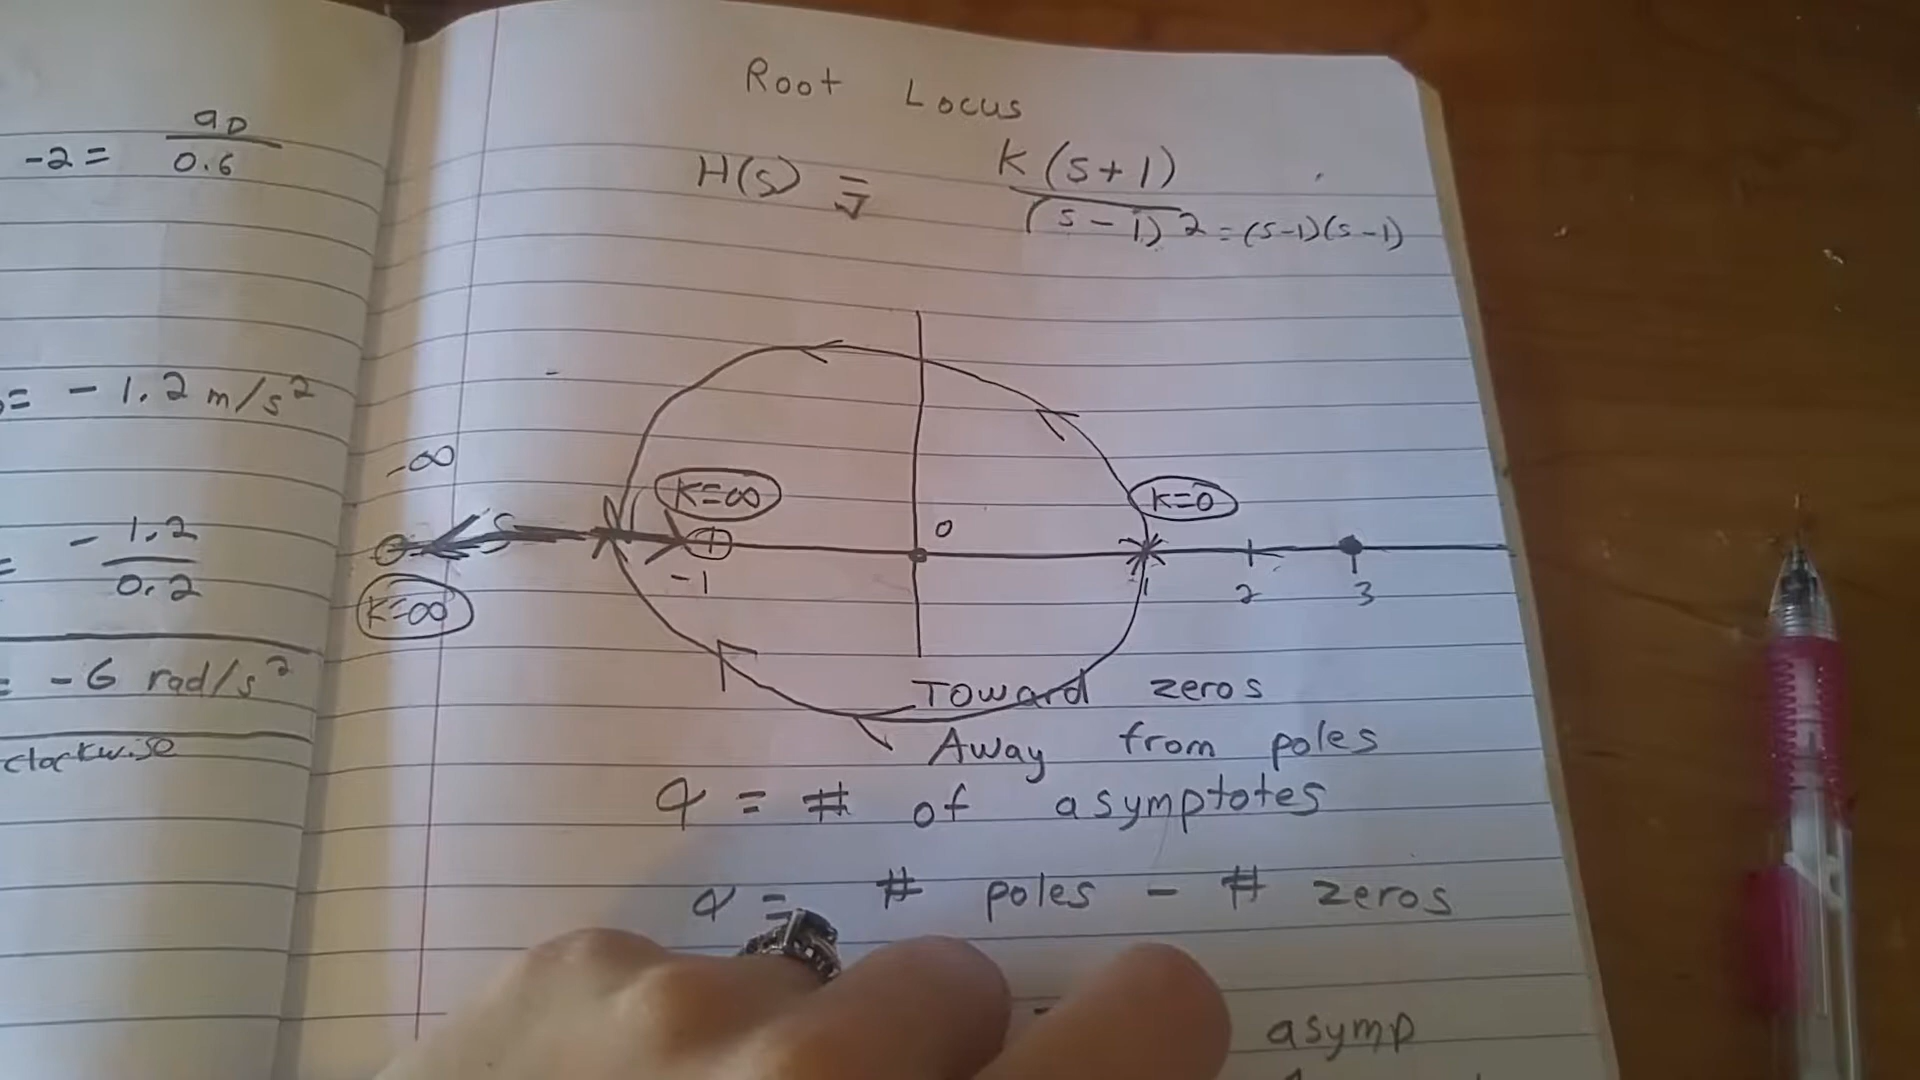 -2 = aD / 0.6
= -1.2 m/s²
= - 1.2 / 0.2
= -6 rad/s²
clockwise
Root Locus
H(s) = K(s+1) / (s-1)² = (s-1)(s-1)
-∞
K=∞
K=0
0
-1
1
2
3
K=∞
Toward zeros
Away from poles
q = # of asymptotes
q = # poles - # zeros
asymp